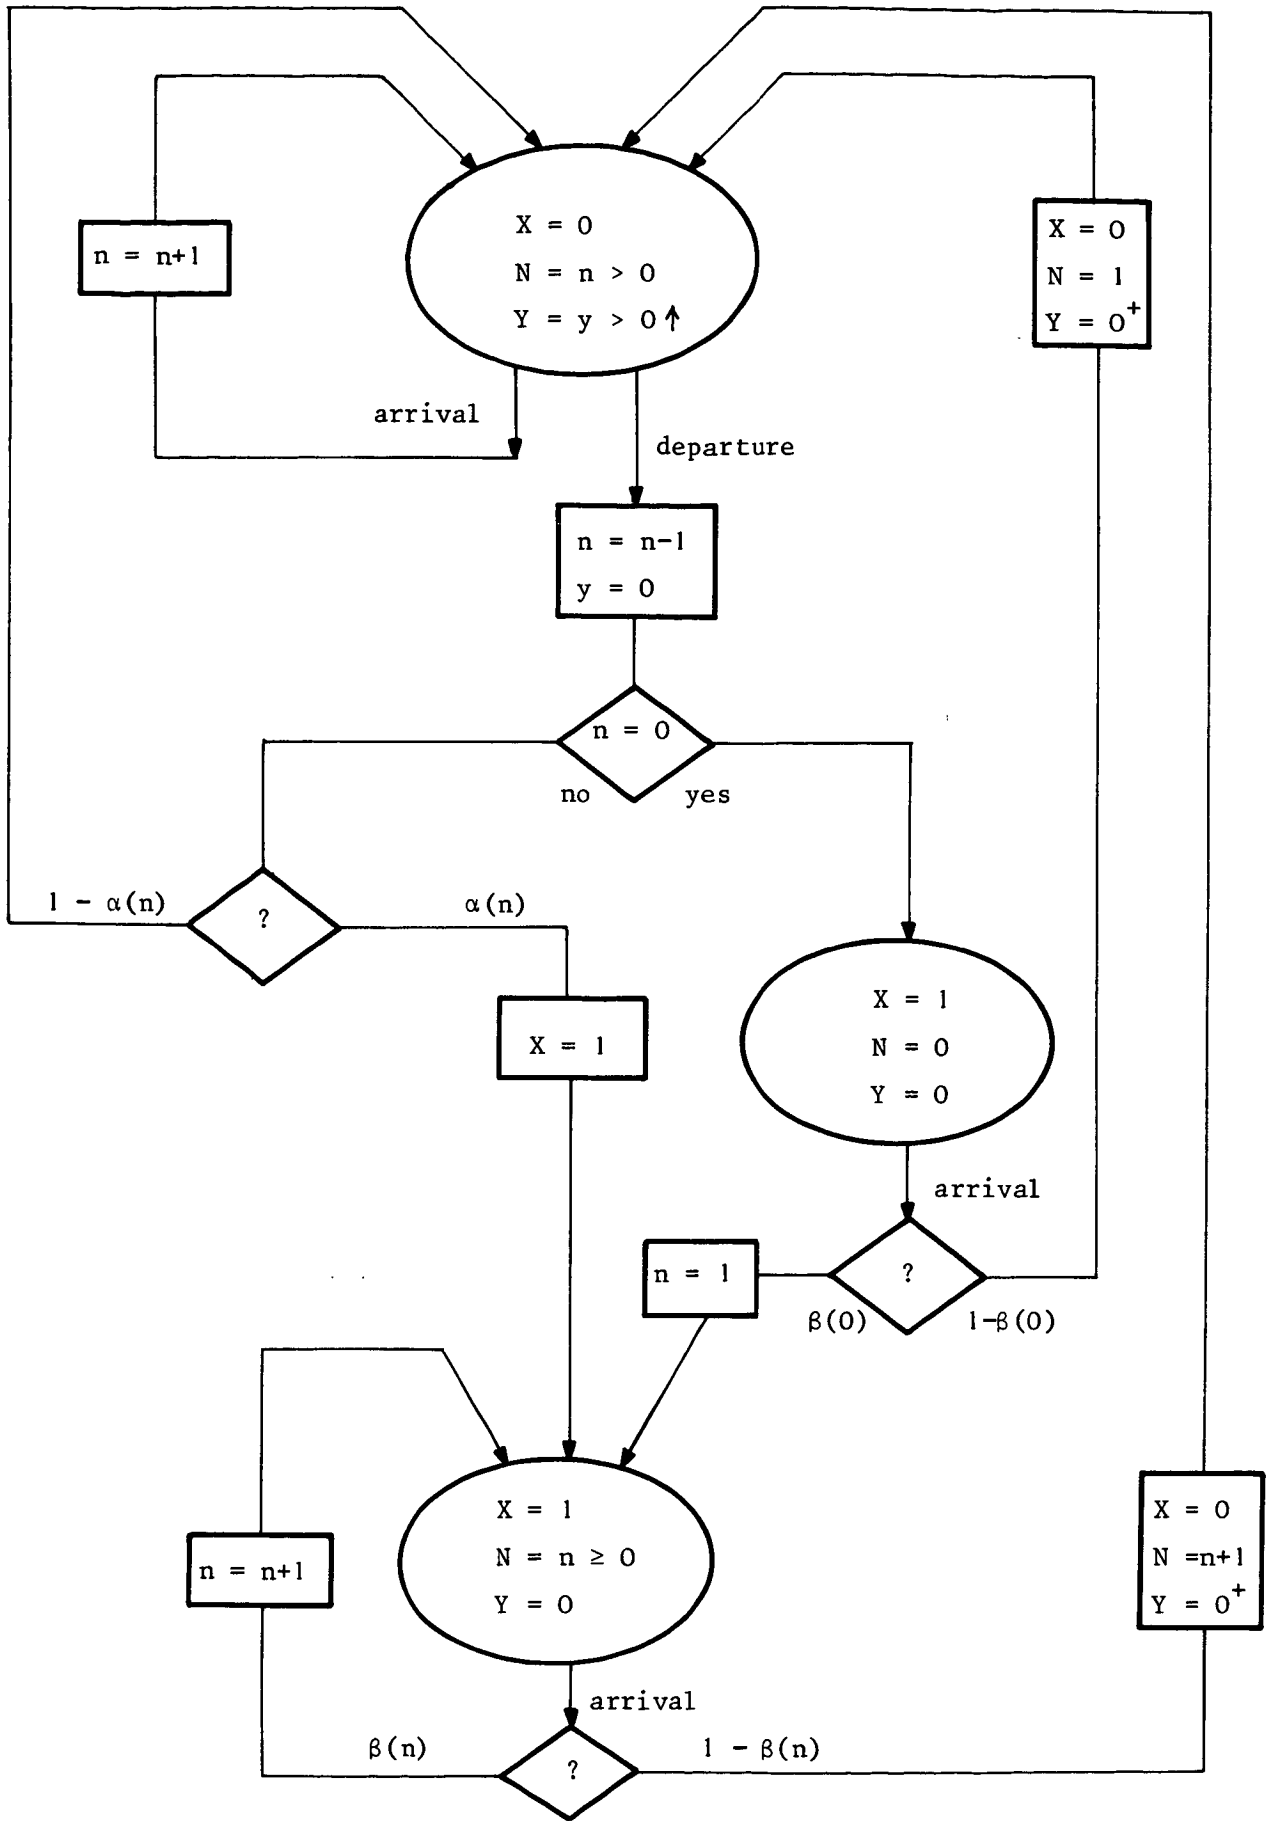 X = 0
N = n > 0
Y = y > 0 ↑
n = n+1
X = 0
N = 1
Y = 0⁺
arrival
departure
n = n-1
y = 0
n = 0
no
yes
1 - α(n)
?
α(n)
X = 1
X = 1
N = 0
Y = 0
arrival
n = 1
?
β(0)
1-β(0)
X = 1
N = n ≥ 0
Y = 0
n = n+1
X = 0
N =n+1
Y = 0⁺
arrival
β(n)
?
1 - β(n)